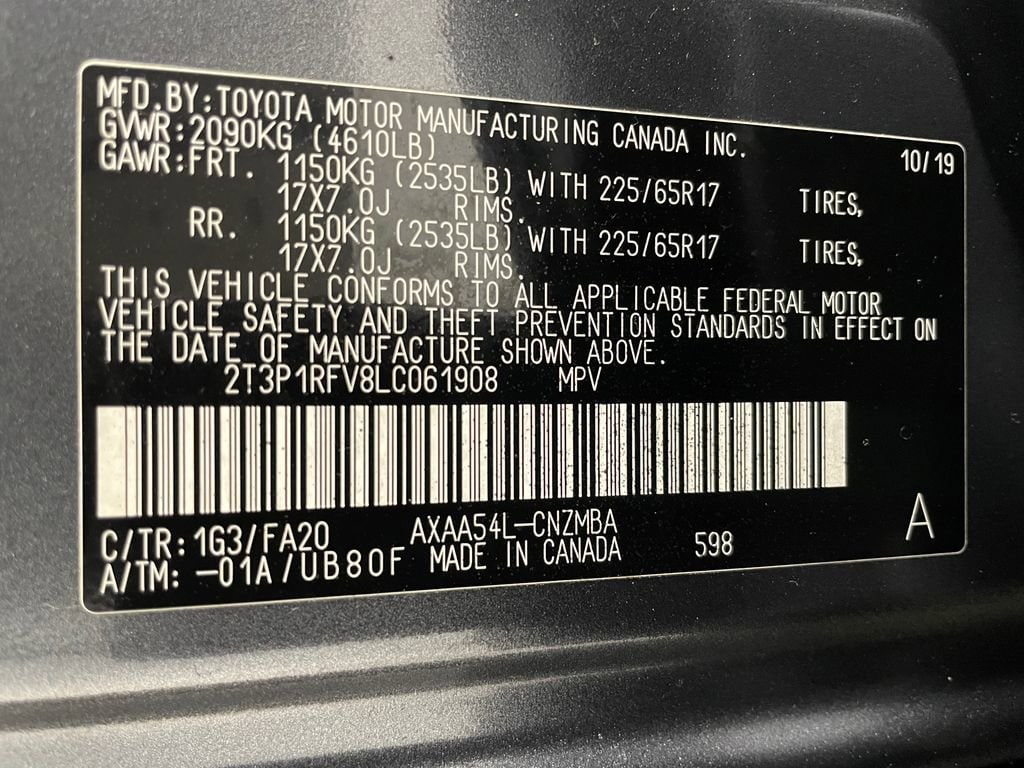 MFD.BY:TOYOTA MOTOR MANUFACTURING CANADA INC. 10/19
GVWR:2090KG (4610LB)
GAWR:FRT. 1150KG (2535LB) WITH 225/65R17 TIRES,
17X7.0J RIMS.
RR. 1150KG (2535LB) WITH 225/65R17 TIRES,
17X7.0J RIMS.
THIS VEHICLE CONFORMS TO ALL APPLICABLE FEDERAL MOTOR
VEHICLE SAFETY AND THEFT PREVENTION STANDARDS IN EFFECT ON
THE DATE OF MANUFACTURE SHOWN ABOVE.
2T3P1RFV8LC061908 MPV
C/TR:1G3/FA20 AXAA54L-CNZMBA 598 A
A/TM:-01A/UB80F MADE IN CANADA